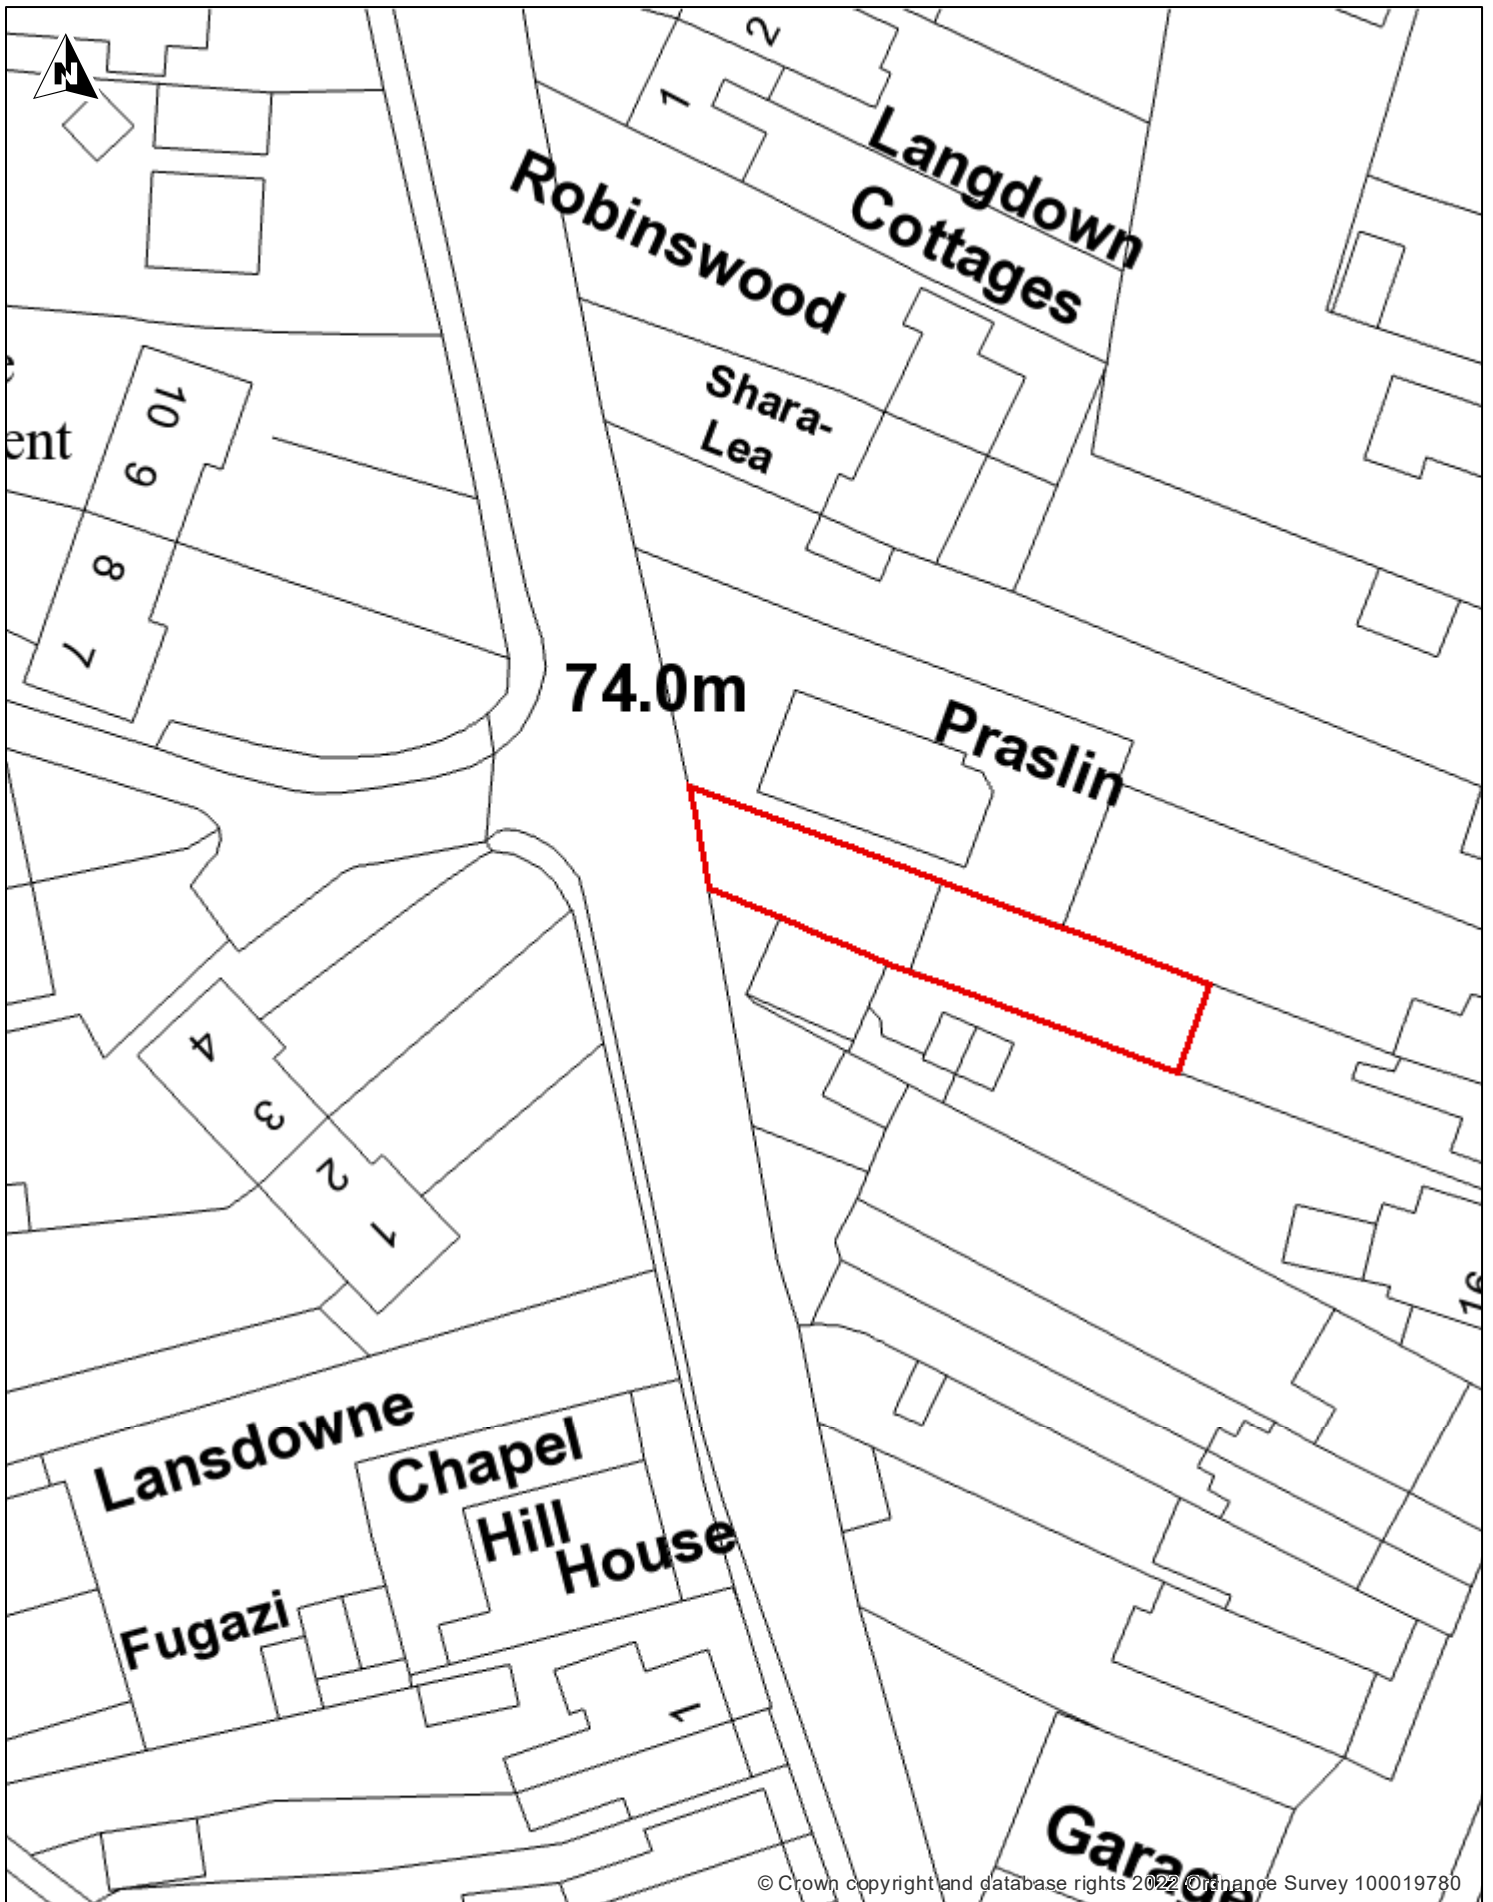 N
2
1
Langdown
Cottages
Robinswood
Shara-
Lea
10
9
8
7
ent
74.0m
Praslin
4
3
2
1
16
Lansdowne
Chapel
Hill
House
Fugazi
1
Garage
© Crown copyright and database rights 2022 Ordnance Survey 100019780